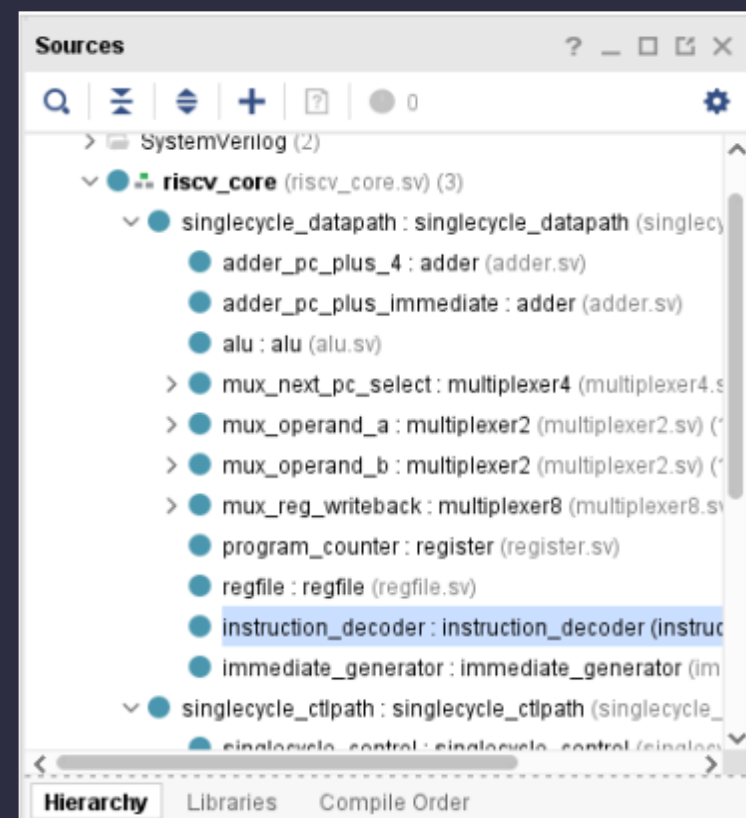 Sources
0
SystemVerilog (2)
riscv_core (riscv_core.sv) (3)
singlecycle_datapath : singlecycle_datapath (singlecy
adder_pc_plus_4 : adder (adder.sv)
adder_pc_plus_immediate : adder (adder.sv)
alu : alu (alu.sv)
mux_next_pc_select : multiplexer4 (multiplexer4.s
mux_operand_a : multiplexer2 (multiplexer2.sv) (
mux_operand_b : multiplexer2 (multiplexer2.sv) (
mux_reg_writeback : multiplexer8 (multiplexer8.sv
program_counter : register (register.sv)
regfile : regfile (regfile.sv)
instruction_decoder : instruction_decoder (instruc
immediate_generator : immediate_generator (im
singlecycle_ctlpath : singlecycle_ctlpath (singlecycle_
singlecycle_control : singlecycle_control (singlecy
Hierarchy Libraries Compile Order